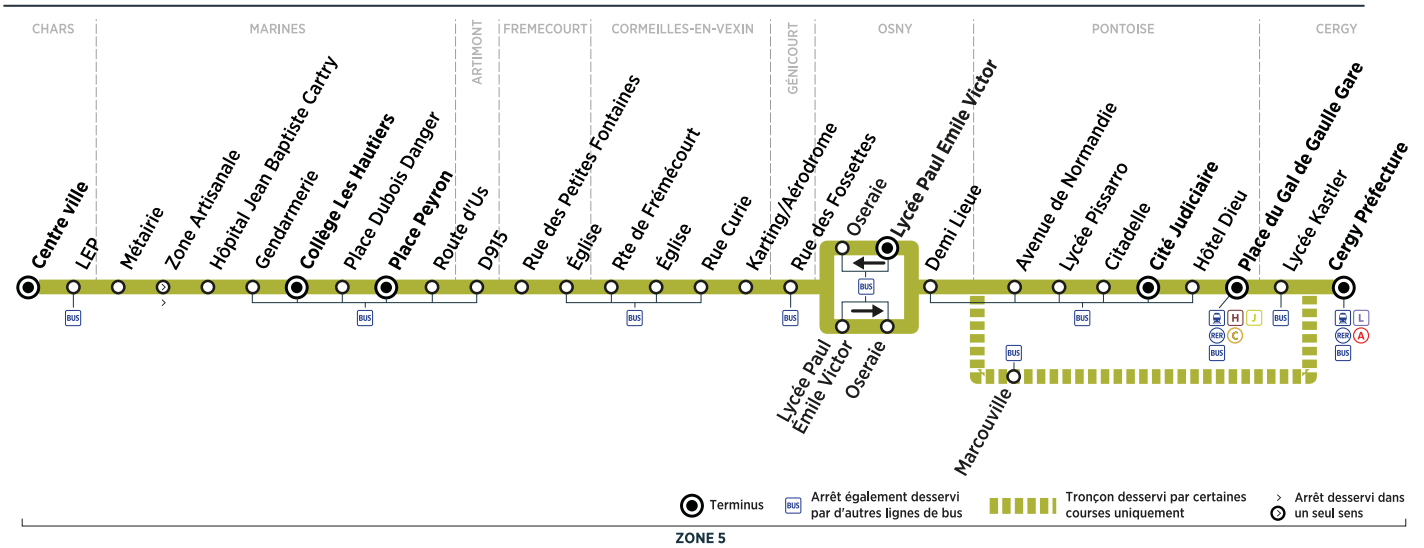 CHARS
MARINES
ARTIMONT
FREMECOURT
CORMEILLES-EN-VEXIN
GÉNICOURT
OSNY
PONTOISE
CERGY
Centre ville
LEP
Métairie
Zone Artisanale
Hôpital Jean Baptiste Cartry
Gendarmerie
Collège Les Hautiers
Place Dubois Danger
Place Peyron
Route d'Us
D915
Rue des Petites Fontaines
Église
Rte de Frémécourt
Église
Rue Curie
Karting/Aérodrome
Rue des Fossettes
Oseraie
Lycée Paul Emile Victor
Demi Lieue
Avenue de Normandie
Lycée Pissarro
Citadelle
Cité Judiciaire
Hôtel Dieu
Place du Gal de Gaulle Gare
Lycée Kastler
Cergy Préfecture
BUS
BUS
BUS
BUS
BUS
BUS
H J
RER C
BUS
BUS
L
RER A
BUS
Lycée Paul
Émile Victor
Oseraie
BUS
Marcouville
Terminus
BUS
Arrêt également desservi
par d'autres lignes de bus
Tronçon desservi par certaines
courses uniquement
Arrêt desservi dans
un seul sens
ZONE 5